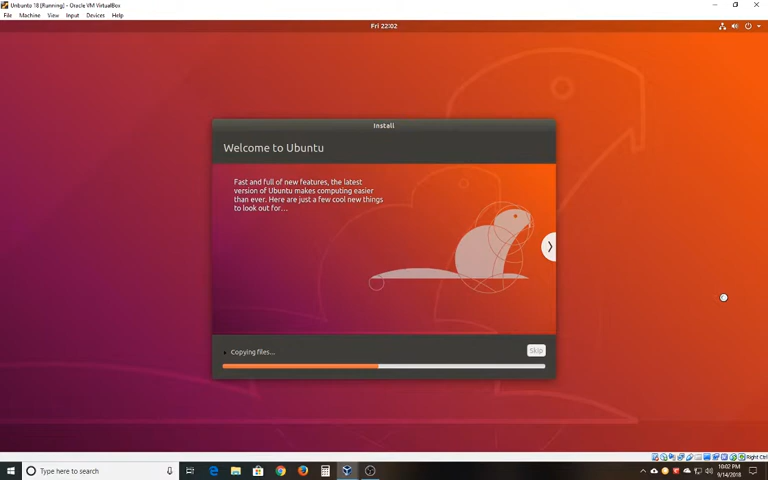 Unbunto 18 [Running] - Oracle VM VirtualBox
File Machine View Input Devices Help
Fri 22:02
Install
Welcome to Ubuntu
Fast and full of new features, the latest
version of Ubuntu makes computing easier
than ever. Here are just a few cool new things
to look out for...
Copying files...
Skip
Right Ctrl
Type here to search
10:02 PM
9/14/2018